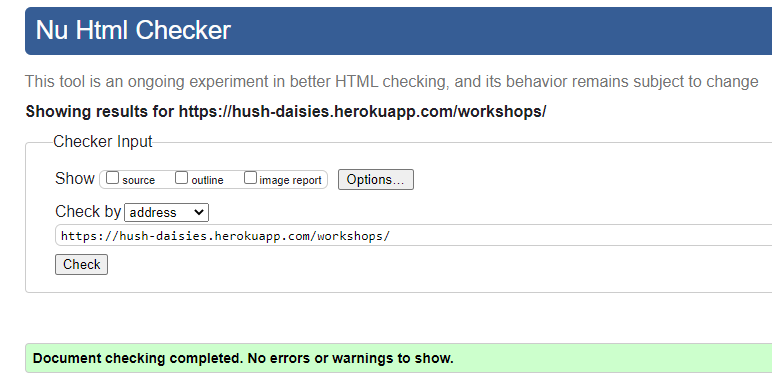 Nu Html Checker
This tool is an ongoing experiment in better HTML checking, and its behavior remains subject to change
Showing results for https://hush-daisies.herokuapp.com/workshops/
Checker Input
Show source outline image report Options...
Check by address
https://hush-daisies.herokuapp.com/workshops/
Check
Document checking completed. No errors or warnings to show.